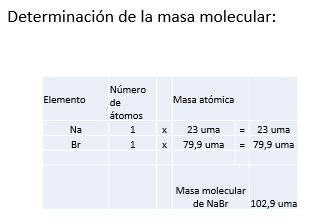 Determinación de la masa molecular:
Elemento Número de átomos Masa atómica
Na 1 x 23 uma = 23 uma
Br 1 x 79,9 uma = 79,9 uma
Masa molecular de NaBr 102,9 uma